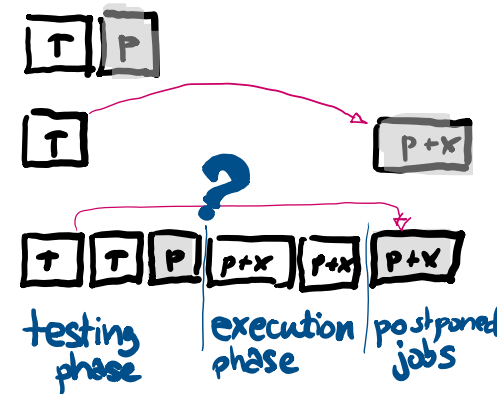 T P
T p+x
?
T T P p+x p+x p+x
testing execution postponed
phase phase jobs